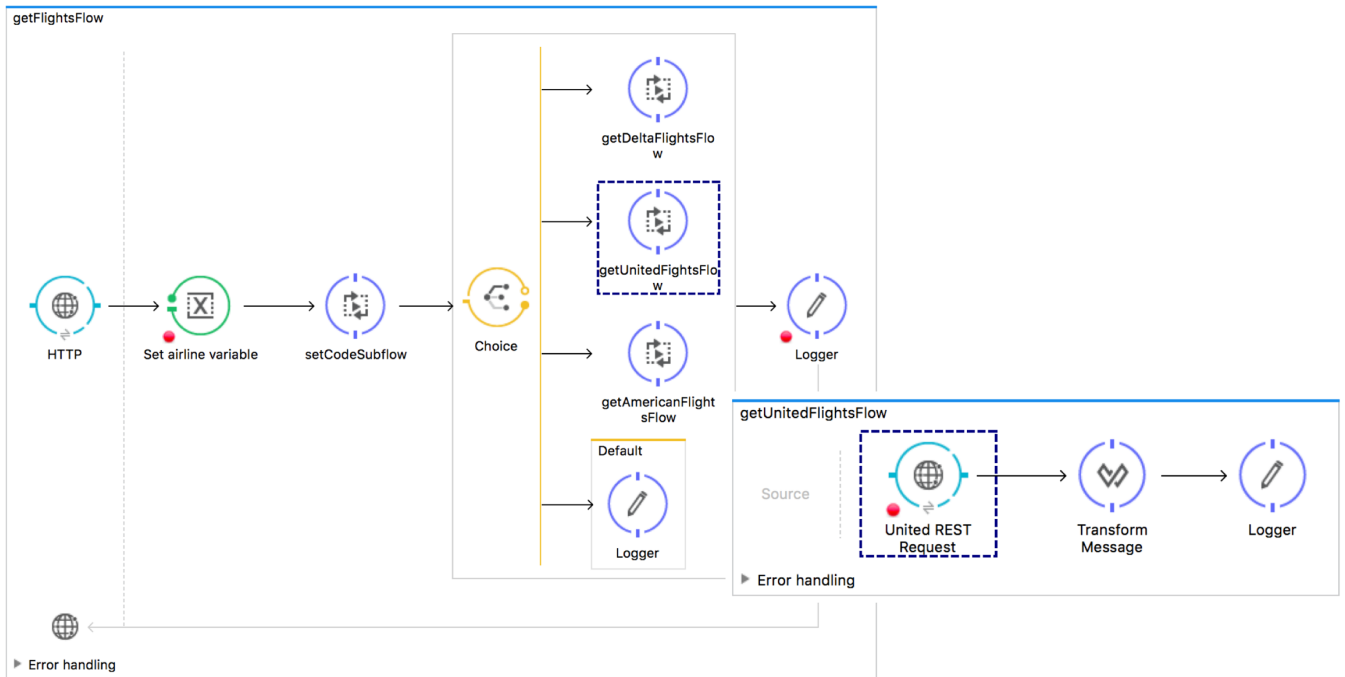 getFlightsFlow
getDeltaFlightsFlo
w
getUnitedFightsFlo
w
HTTP
Set airline variable
setCodeSubflow
Choice
Logger
getAmericanFlight
sFlow
Default
Logger
getUnitedFlightsFlow
Source
United REST
Request
Transform
Message
Logger
Error handling
Error handling